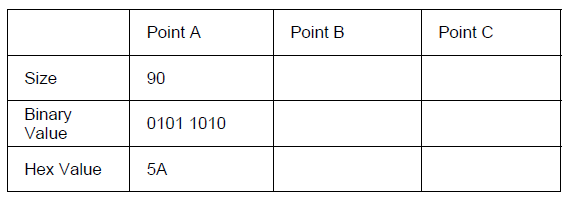 Point A Point B Point C
Size 90
Binary
Value 0101 1010
Hex Value 5A